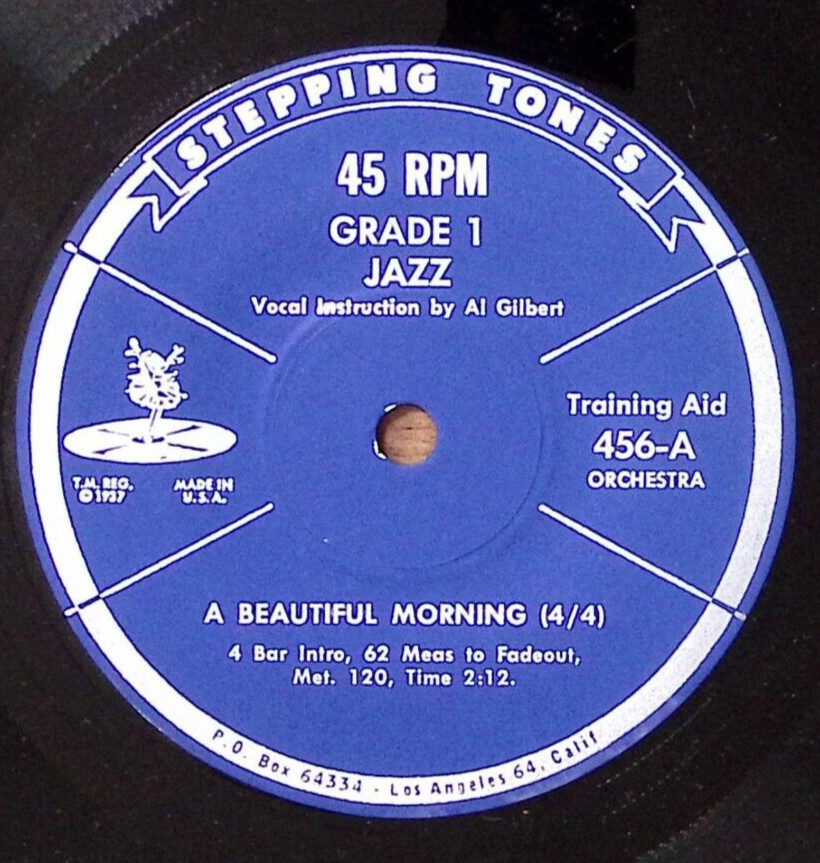 STEPPING TONES
45 RPM
GRADE 1
JAZZ
Vocal Instruction by Al Gilbert
Training Aid
456-A
ORCHESTRA
T.M. REG. MADE IN
© 1937 U.S.A.
A BEAUTIFUL MORNING (4/4)
4 Bar Intro, 62 Meas to Fadeout,
Met. 120, Time 2:12.
P.O. Box 64334 - Los Angeles 64, Calif